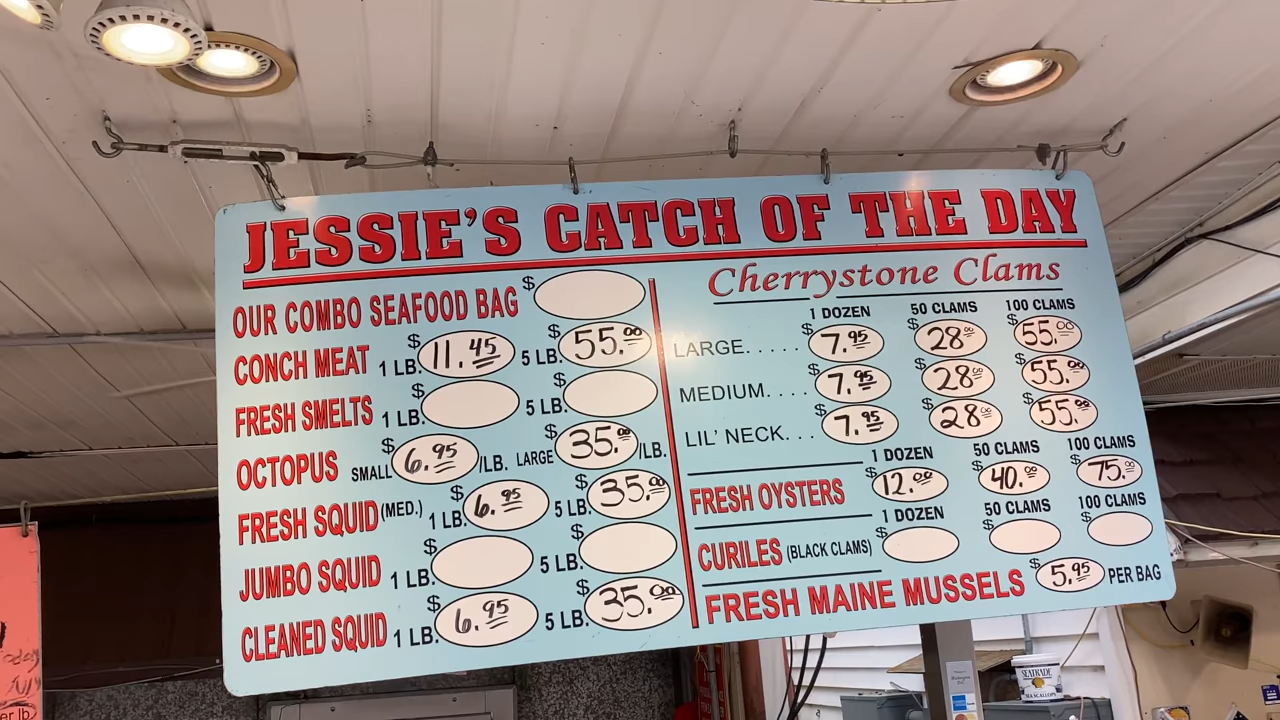 JESSIE'S CATCH OF THE DAY
OUR COMBO SEAFOOD BAG $
CONCH MEAT 1 LB. $ 11.45 5 LB. $ 55.00
FRESH SMELTS 1 LB. $ 5 LB. $
OCTOPUS SMALL $ 6.95 /LB. LARGE $ 35.00 /LB.
FRESH SQUID (MED.) 1 LB. $ 6.95 5 LB. $ 35.00
JUMBO SQUID 1 LB. $ 5 LB. $
CLEANED SQUID 1 LB. $ 6.95 5 LB. $ 35.00
Cherrystone Clams
1 DOZEN 50 CLAMS 100 CLAMS
LARGE..... $ 7.95 $ 28.00 $ 55.00
MEDIUM.... $ 7.95 $ 28.00 $ 55.00
LIL' NECK... $ 7.95 $ 28.00 $ 55.00
1 DOZEN 50 CLAMS 100 CLAMS
FRESH OYSTERS $ 12.00 $ 40.00 $ 75.00
1 DOZEN 50 CLAMS 100 CLAMS
CURILES (BLACK CLAMS) $ $ $
FRESH MAINE MUSSELS $ 5.95 PER BAG
SEATRADE
SEA SCALLOPS
er lb